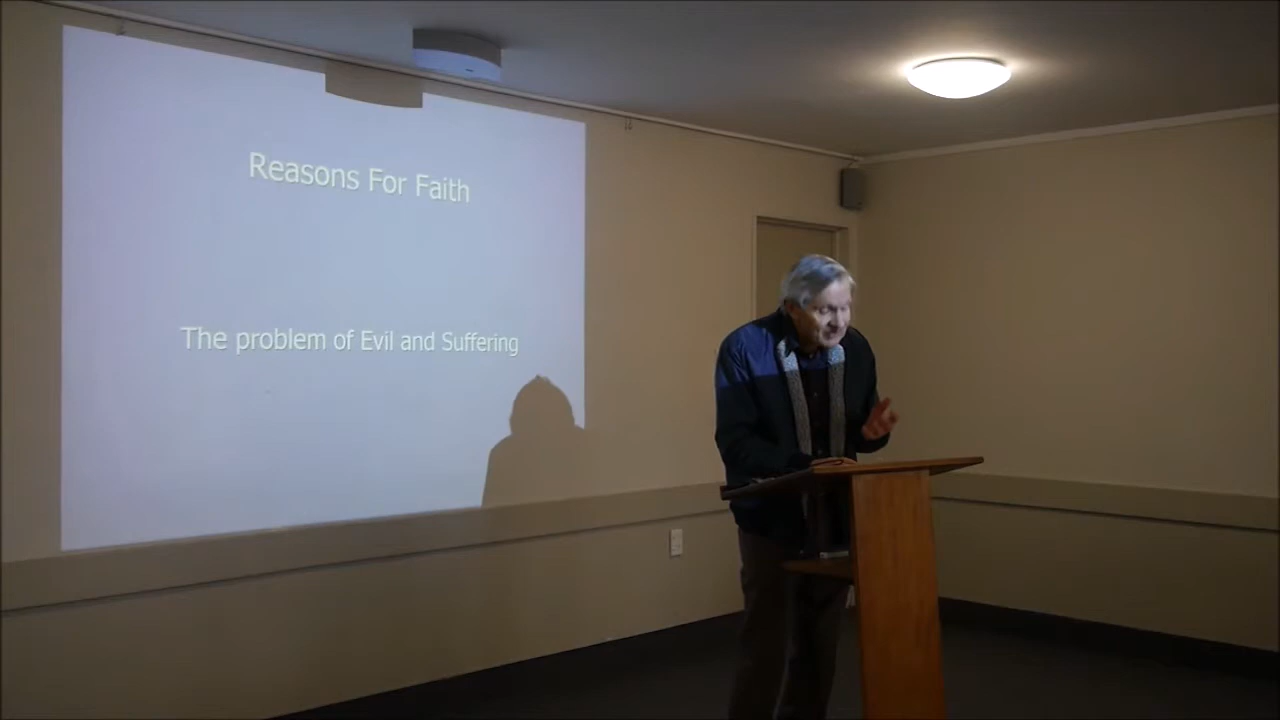 Reasons For Faith
The problem of Evil and Suffering